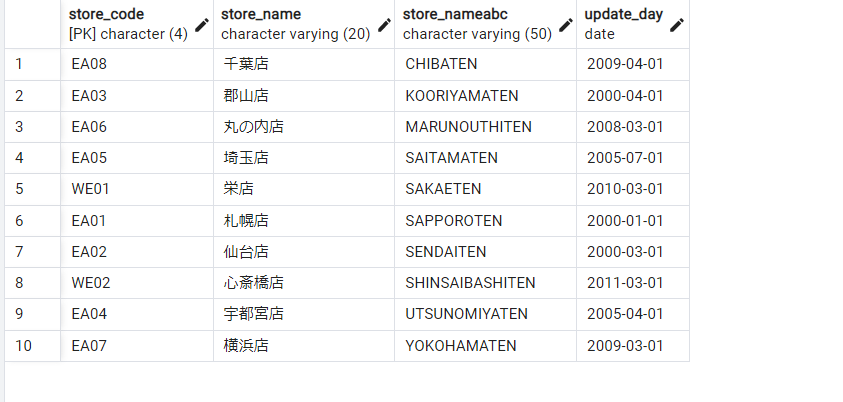 store_code store_name store_nameabc update_day
[PK] character (4) character varying (20) character varying (50) date
1 EA08 千葉店 CHIBATEN 2009-04-01
2 EA03 郡山店 KOORIYAMATEN 2000-04-01
3 EA06 丸の内店 MARUNOUTHITEN 2008-03-01
4 EA05 埼玉店 SAITAMATEN 2005-07-01
5 WE01 栄店 SAKAETEN 2010-03-01
6 EA01 札幌店 SAPPOROTEN 2000-01-01
7 EA02 仙台店 SENDAITEN 2000-03-01
8 WE02 心斎橋店 SHINSAIBASHITEN 2011-03-01
9 EA04 宇都宮店 UTSUNOMIYATEN 2005-04-01
10 EA07 横浜店 YOKOHAMATEN 2009-03-01